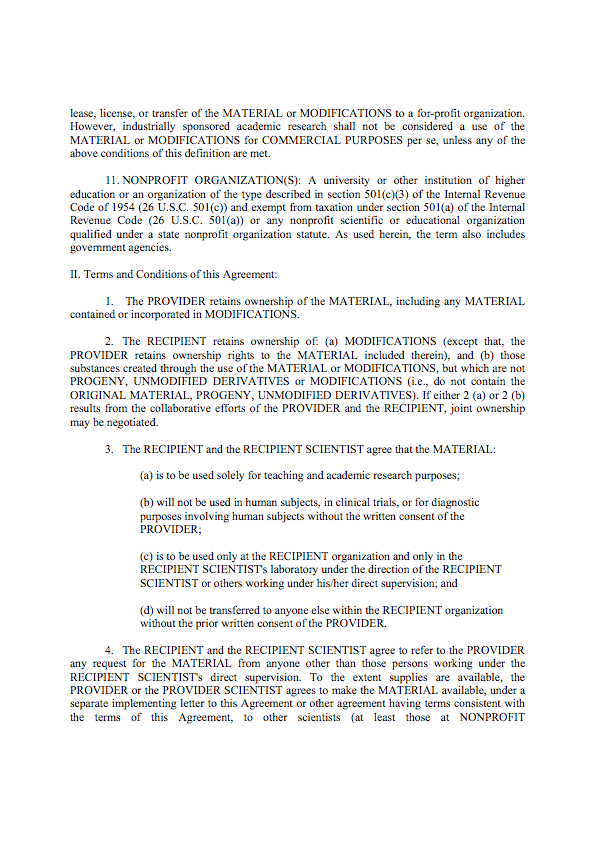 lease, license, or transfer of the MATERIAL or MODIFICATIONS to a for-profit organization.
However, industrially sponsored academic research shall not be considered a use of the
MATERIAL or MODIFICATIONS for COMMERCIAL PURPOSES per se, unless any of the
above conditions of this definition are met.
11. NONPROFIT ORGANIZATION(S): A university or other institution of higher
education or an organization of the type described in section 501(c)(3) of the Internal Revenue
Code of 1954 (26 U.S.C. 501(c)) and exempt from taxation under section 501(a) of the Internal
Revenue Code (26 U.S.C. 501(a)) or any nonprofit scientific or educational organization
qualified under a state nonprofit organization statute. As used herein, the term also includes
government agencies.
II. Terms and Conditions of this Agreement:
1. The PROVIDER retains ownership of the MATERIAL, including any MATERIAL
contained or incorporated in MODIFICATIONS.
2. The RECIPIENT retains ownership of: (a) MODIFICATIONS (except that, the
PROVIDER retains ownership rights to the MATERIAL included therein), and (b) those
substances created through the use of the MATERIAL or MODIFICATIONS, but which are not
PROGENY, UNMODIFIED DERIVATIVES or MODIFICATIONS (i.e., do not contain the
ORIGINAL MATERIAL, PROGENY, UNMODIFIED DERIVATIVES). If either 2 (a) or 2 (b)
results from the collaborative efforts of the PROVIDER and the RECIPIENT, joint ownership
may be negotiated.
3. The RECIPIENT and the RECIPIENT SCIENTIST agree that the MATERIAL:
(a) is to be used solely for teaching and academic research purposes;
(b) will not be used in human subjects, in clinical trials, or for diagnostic
purposes involving human subjects without the written consent of the
PROVIDER;
(c) is to be used only at the RECIPIENT organization and only in the
RECIPIENT SCIENTIST's laboratory under the direction of the RECIPIENT
SCIENTIST or others working under his/her direct supervision; and
(d) will not be transferred to anyone else within the RECIPIENT organization
without the prior written consent of the PROVIDER.
4. The RECIPIENT and the RECIPIENT SCIENTIST agree to refer to the PROVIDER
any request for the MATERIAL from anyone other than those persons working under the
RECIPIENT SCIENTIST's direct supervision. To the extent supplies are available, the
PROVIDER or the PROVIDER SCIENTIST agrees to make the MATERIAL available, under a
separate implementing letter to this Agreement or other agreement having terms consistent with
the terms of this Agreement, to other scientists (at least those at NONPROFIT